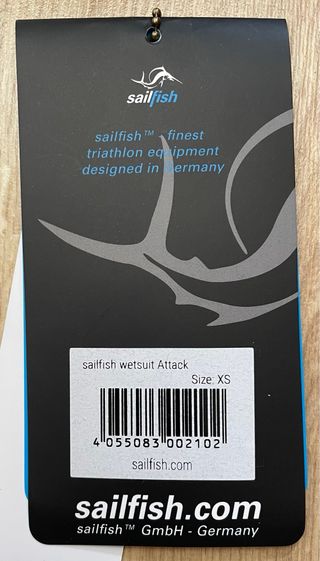 sailfish
sailfish™ finest
triathlon equipment
designed in Germany
sailfish wetsuit Attack
Size: XS
4 055083 002102
sailfish.com
sailfish.com
sailfish™ GmbH - Germany